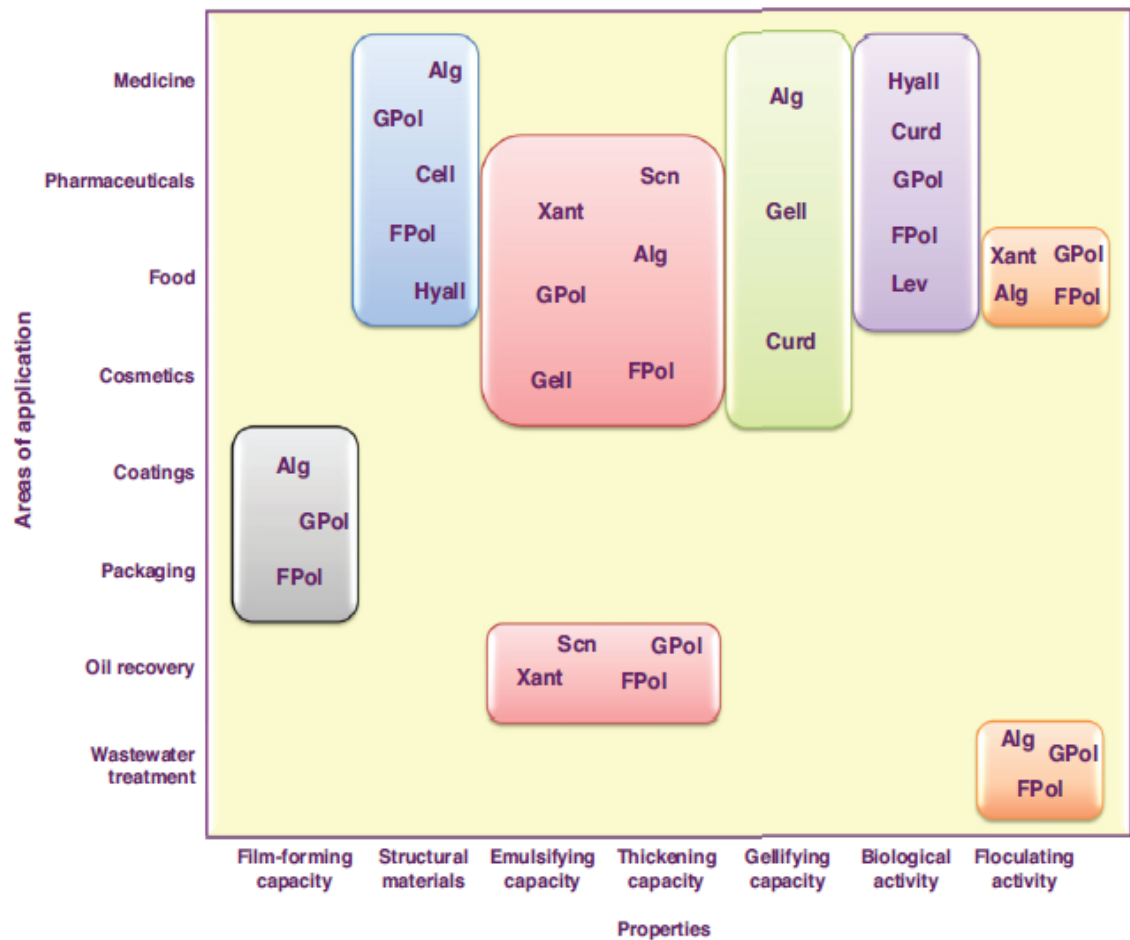 Areas of application
Medicine
Pharmaceuticals
Food
Cosmetics
Coatings
Packaging
Oil recovery
Wastewater
treatment
Alg
GPol
FPol
Alg
GPol
Cell
FPol
Hyall
Scn
Xant
Alg
GPol
Gell
FPol
Scn
GPol
Xant
FPol
Alg
Gell
Curd
Hyall
Curd
GPol
FPol
Lev
Xant GPol
Alg FPol
Alg
GPol
FPol
Film-forming
capacity
Structural
materials
Emulsifying
capacity
Thickening
capacity
Gellifying
capacity
Biological
activity
Floculating
activity
Properties